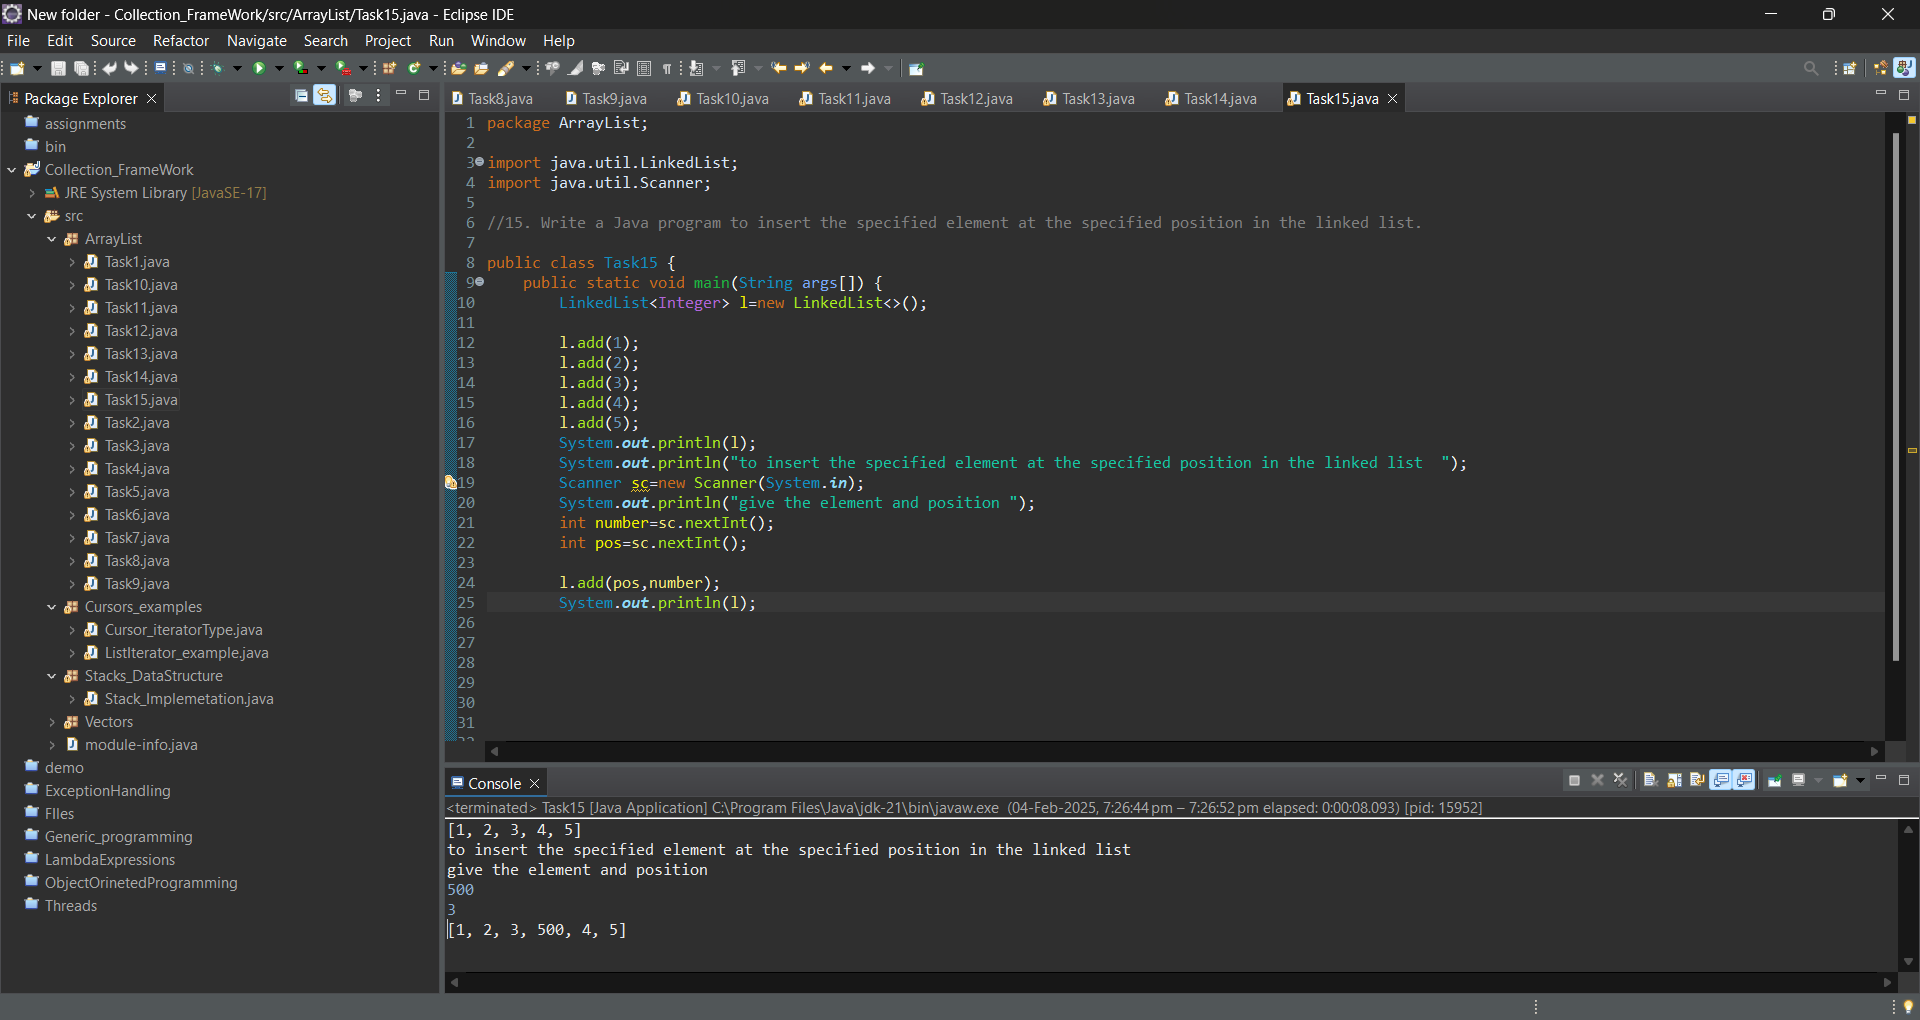 New folder - Collection_FrameWork/src/ArrayList/Task15.java - Eclipse IDE
File Edit Source Refactor Navigate Search Project Run Window Help
Package Explorer
assignments
bin
Collection_FrameWork
JRE System Library [JavaSE-17]
src
ArrayList
Task1.java
Task10.java
Task11.java
Task12.java
Task13.java
Task14.java
Task15.java
Task2.java
Task3.java
Task4.java
Task5.java
Task6.java
Task7.java
Task8.java
Task9.java
Cursors_examples
Cursor_iteratorType.java
ListIterator_example.java
Stacks_DataStructure
Stack_Implemetation.java
Vectors
module-info.java
demo
ExceptionHandling
FIles
Generic_programming
LambdaExpressions
ObjectOrinetedProgramming
Threads
Task8.java Task9.java Task10.java Task11.java Task12.java Task13.java Task14.java Task15.java
1 package ArrayList;
2
3 import java.util.LinkedList;
4 import java.util.Scanner;
5
6 //15. Write a Java program to insert the specified element at the specified position in the linked list.
7
8 public class Task15 {
9 public static void main(String args[]) {
10 LinkedList<Integer> l=new LinkedList<>();
11
12 l.add(1);
13 l.add(2);
14 l.add(3);
15 l.add(4);
16 l.add(5);
17 System.out.println(l);
18 System.out.println("to insert the specified element at the specified position in the linked list  ");
19 Scanner sc=new Scanner(System.in);
20 System.out.println("give the element and position ");
21 int number=sc.nextInt();
22 int pos=sc.nextInt();
23
24 l.add(pos,number);
25 System.out.println(l);
26
27
28
29
30
31
Console
<terminated> Task15 [Java Application] C:\Program Files\Java\jdk-21\bin\javaw.exe (04-Feb-2025, 7:26:44 pm – 7:26:52 pm elapsed: 0:00:08.093) [pid: 15952]
[1, 2, 3, 4, 5]
to insert the specified element at the specified position in the linked list
give the element and position
500
3
[1, 2, 3, 500, 4, 5]